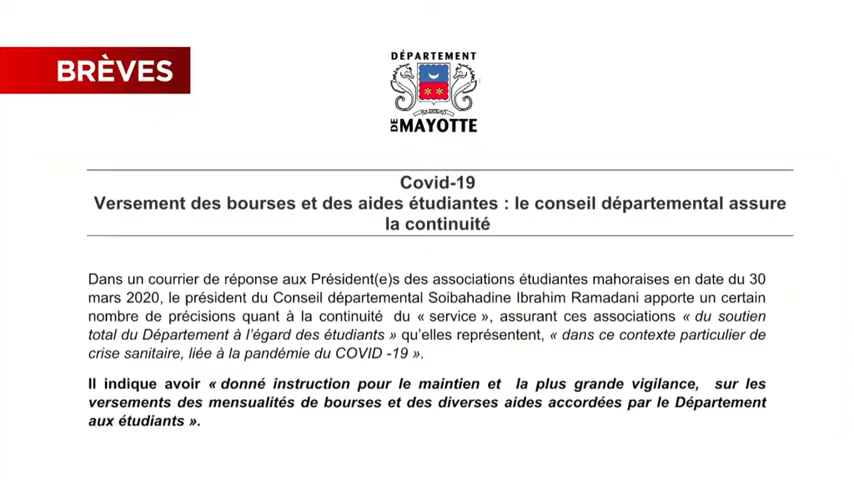 BRÈVES
DÉPARTEMENT
DE MAYOTTE
Covid-19
Versement des bourses et des aides étudiantes : le conseil départemental assure
la continuité
Dans un courrier de réponse aux Président(e)s des associations étudiantes mahoraises en date du 30
mars 2020, le président du Conseil départemental Soibahadine Ibrahim Ramadani apporte un certain
nombre de précisions quant à la continuité du « service », assurant ces associations « du soutien
total du Département à l'égard des étudiants » qu'elles représentent, « dans ce contexte particulier de
crise sanitaire, liée à la pandémie du COVID -19 ».
Il indique avoir « donné instruction pour le maintien et la plus grande vigilance, sur les
versements des mensualités de bourses et des diverses aides accordées par le Département
aux étudiants ».